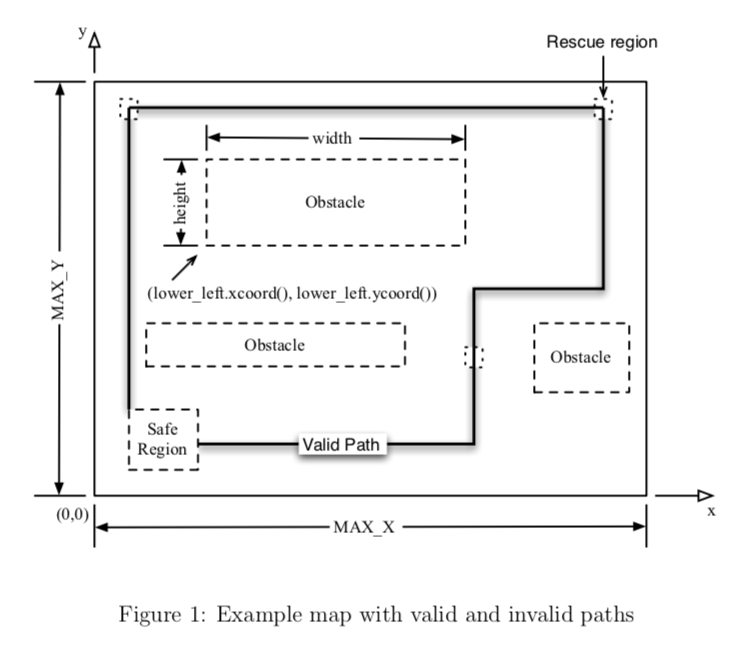 y
Rescue region
width
height
Obstacle
(lower_left.xcoord(), lower_left.ycoord())
MAX_Y
Obstacle
Obstacle
Safe
Region
Valid Path
(0,0)
x
MAX_X
Figure 1: Example map with valid and invalid paths